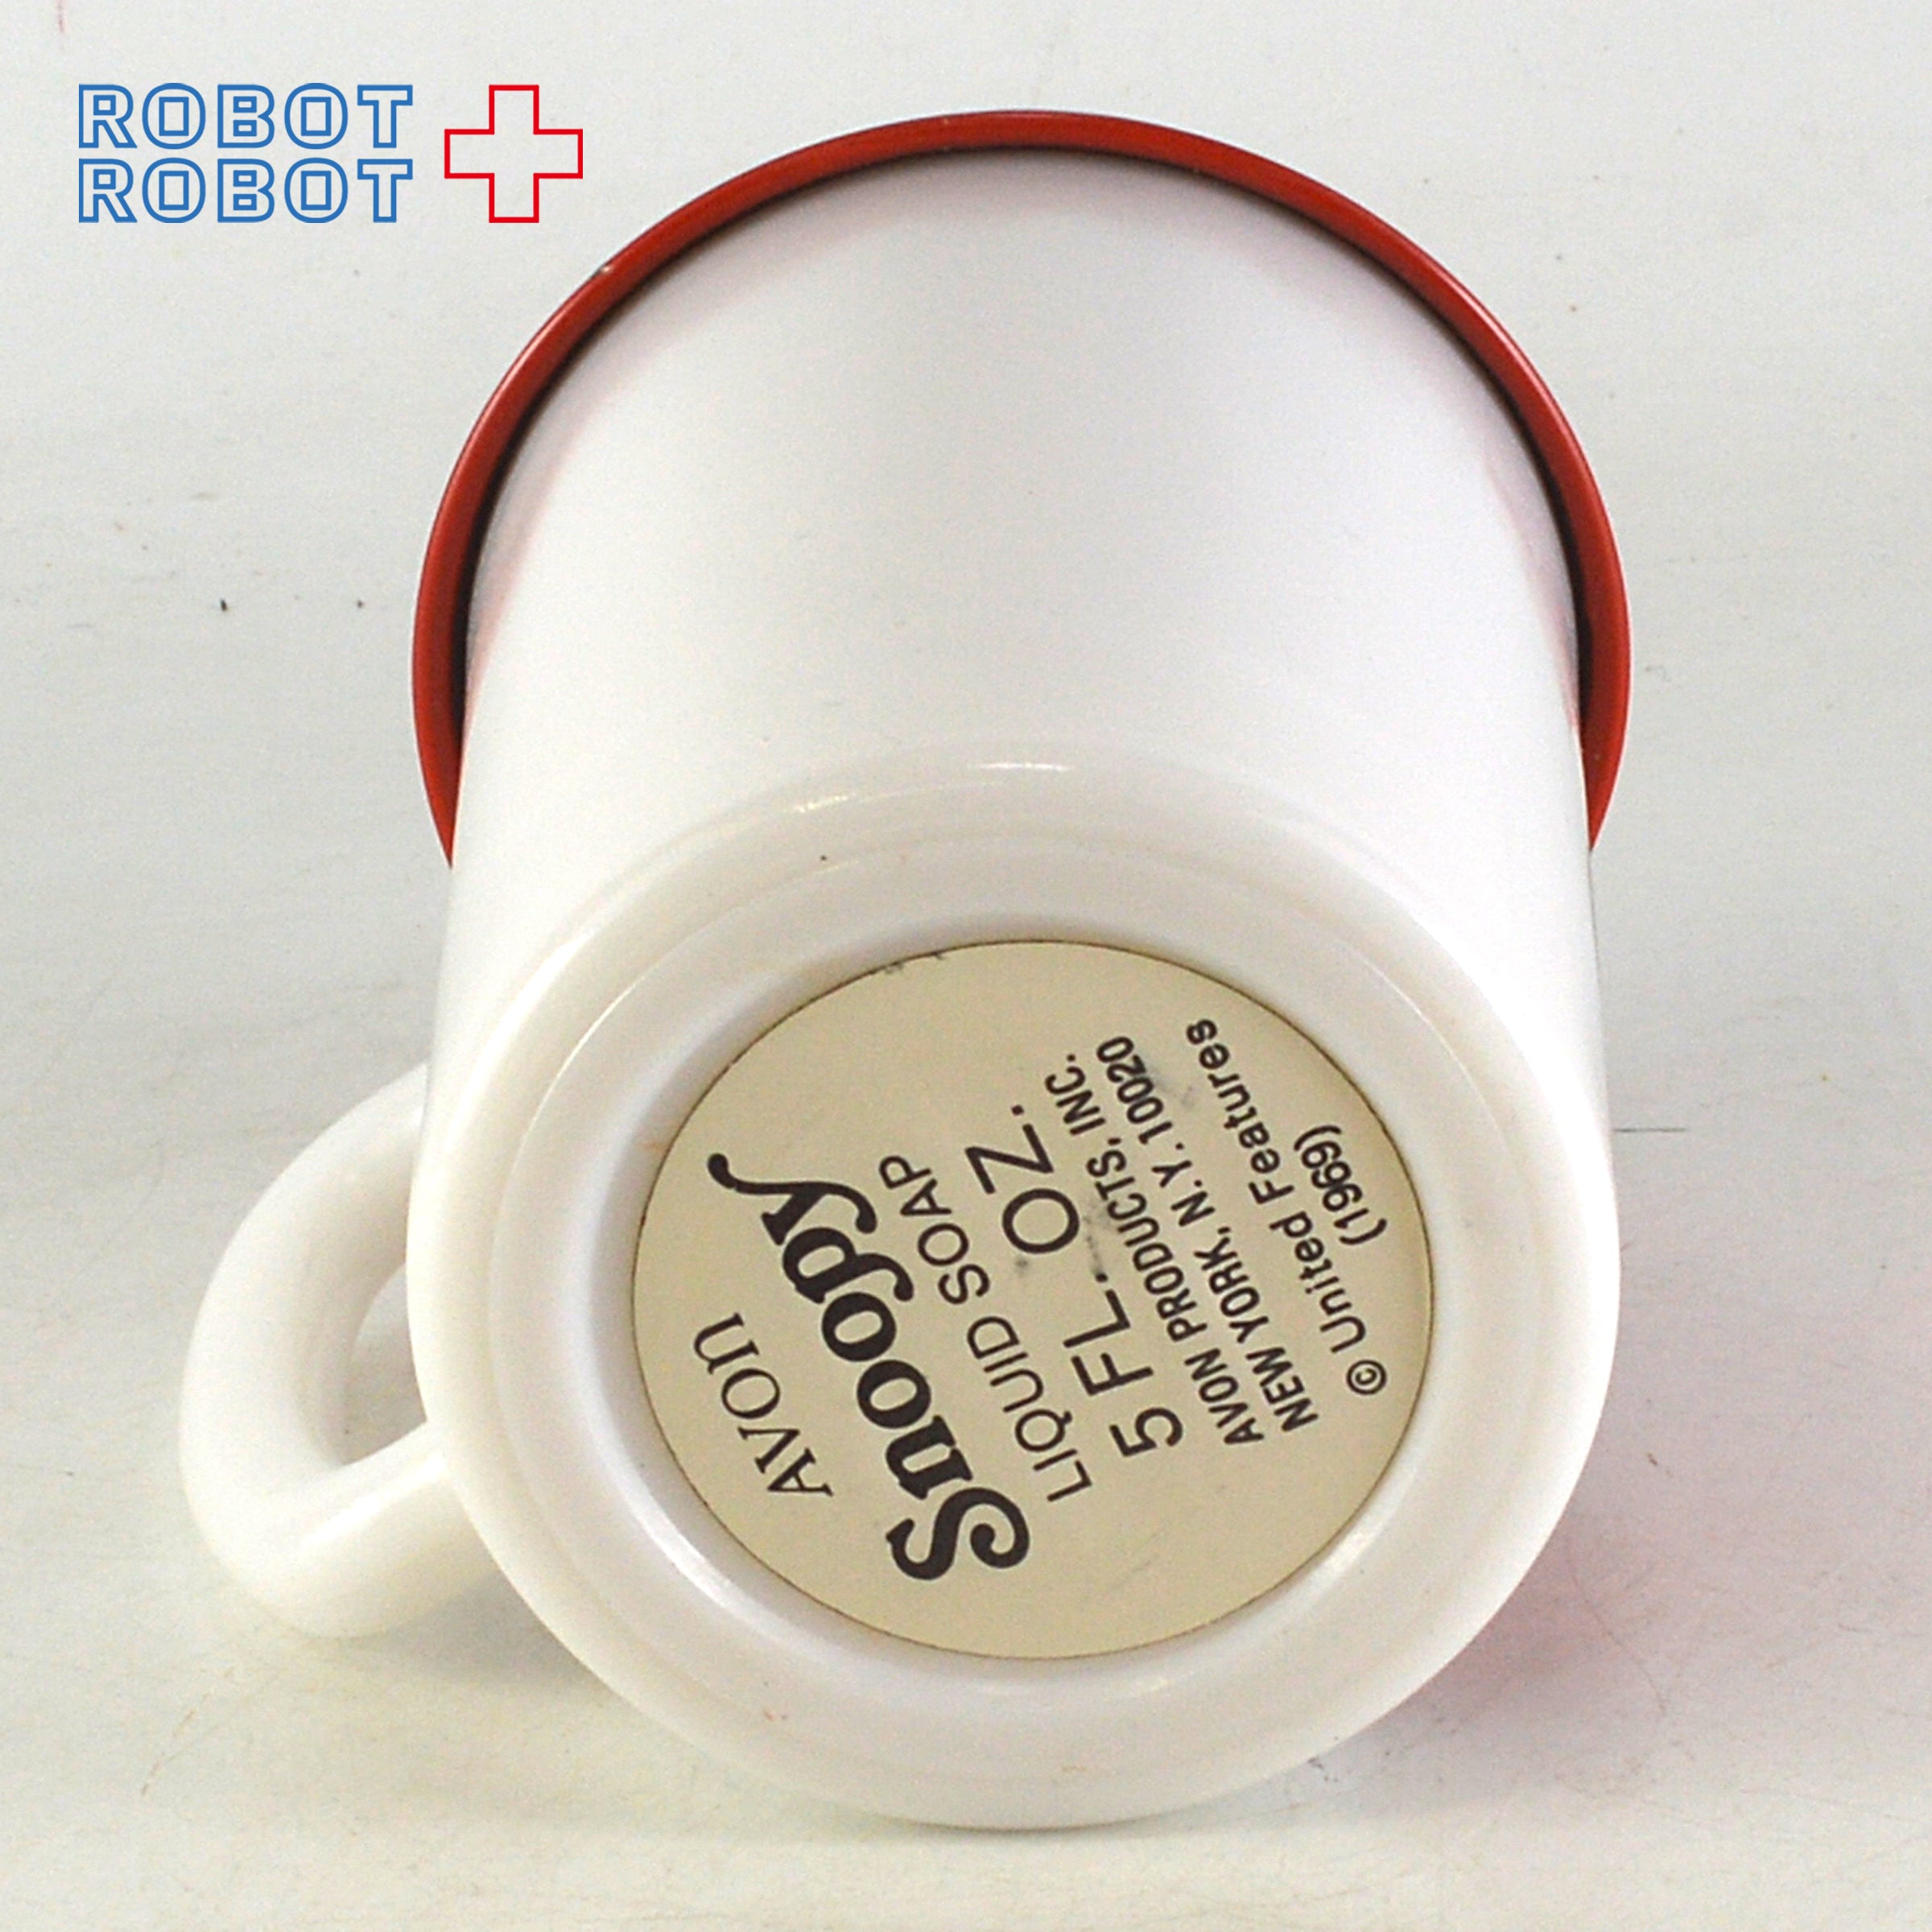 ROBOT
ROBOT
Avon
Snoopy
LIQUID SOAP
5 FL. OZ.
AVON PRODUCTS, INC.
NEW YORK, N.Y. 10020
© United Features
(1969)